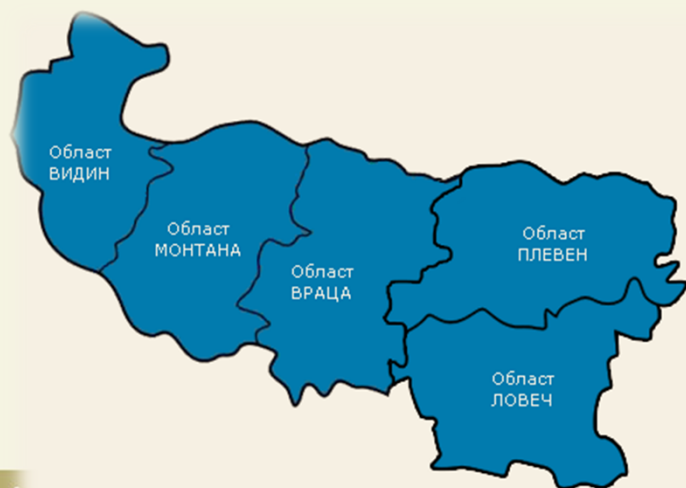 Област
ВИДИН
Област
МОНТАНА
Област
ВРАЦА
Област
ПЛЕВЕН
Област
ЛОВЕЧ